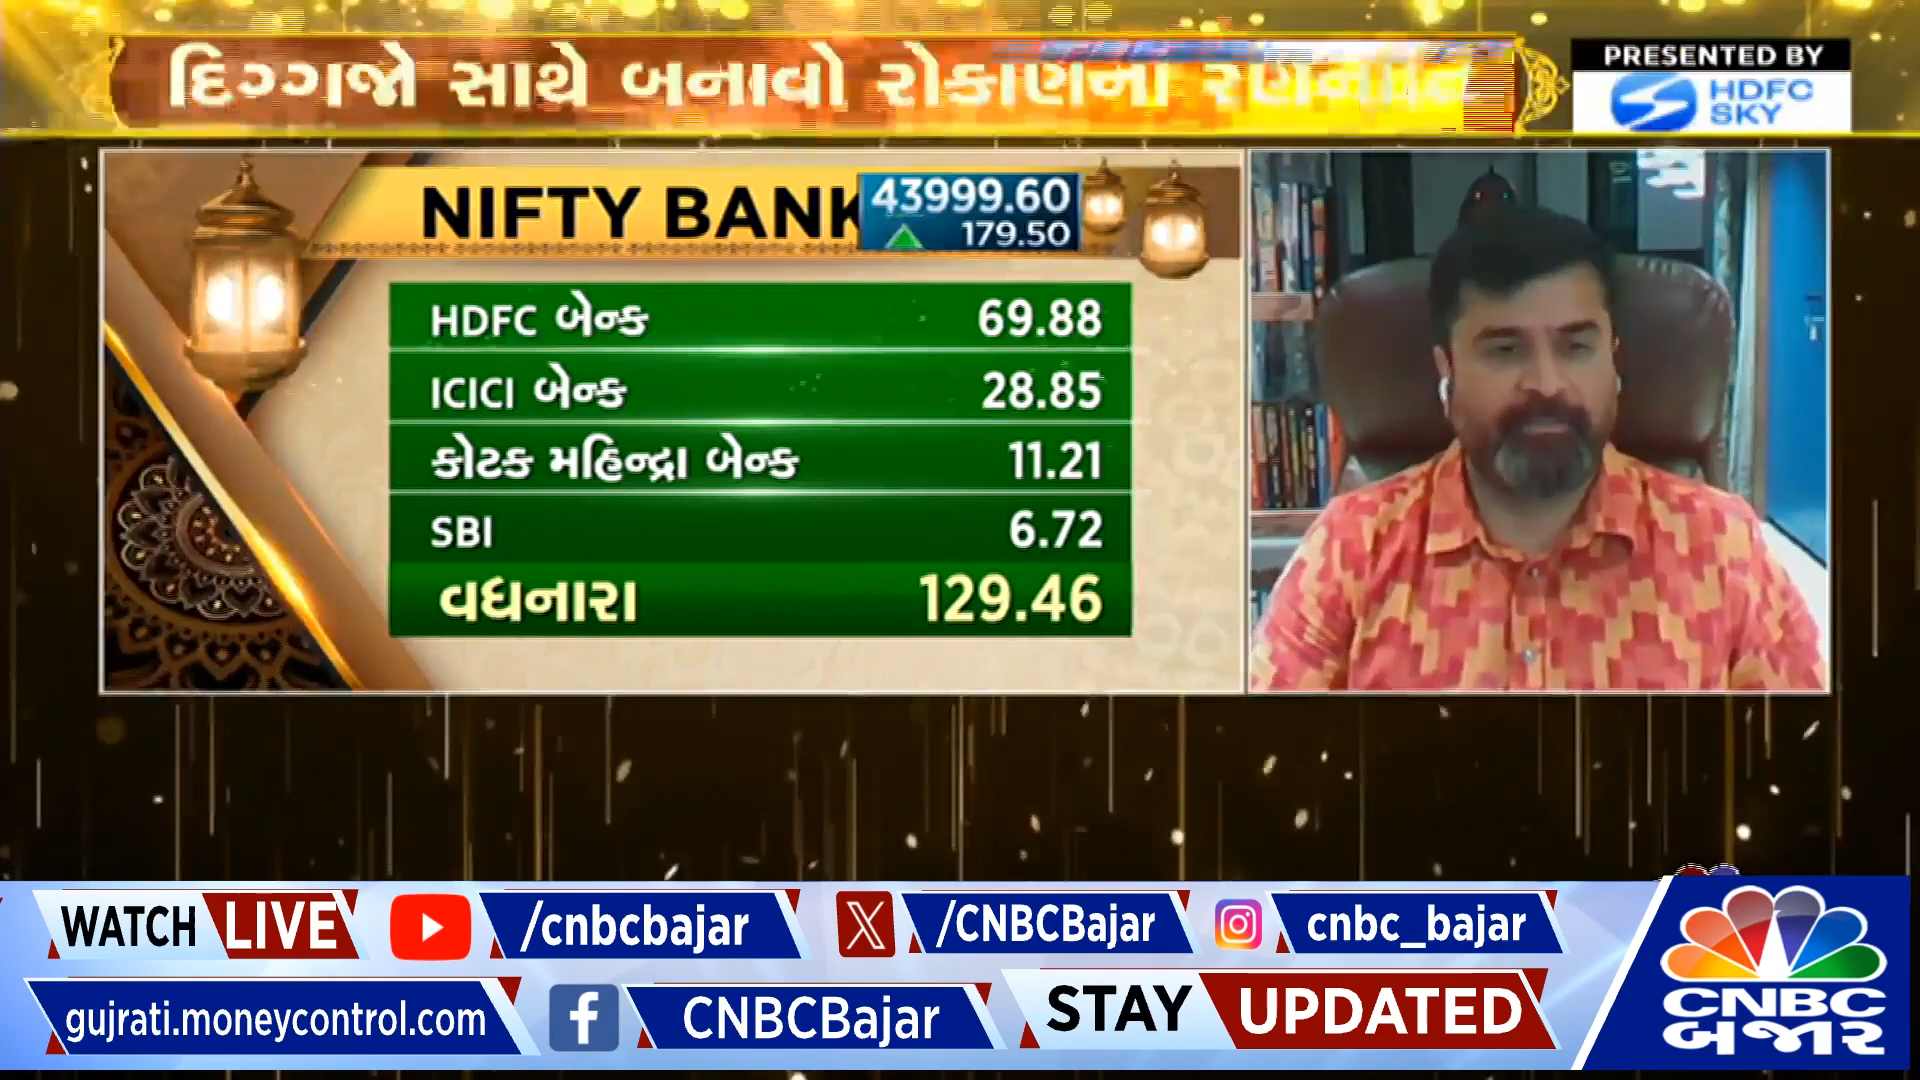 દિગ્ગજો સાથે બનાવો રોકાણના
PRESENTED BY
HDFC
SKY
NIFTY BANK
43999.60
179.50
HDFC બેન્ક 69.88
ICICI બેન્ક 28.85
કોટક મહિન્દ્રા બેન્ક 11.21
SBI 6.72
વધનારા 129.46
WATCH LIVE /cnbcbajar /CNBCBajar cnbc_bajar
gujrati.moneycontrol.com CNBCBajar STAY UPDATED
CNBC
બજાર